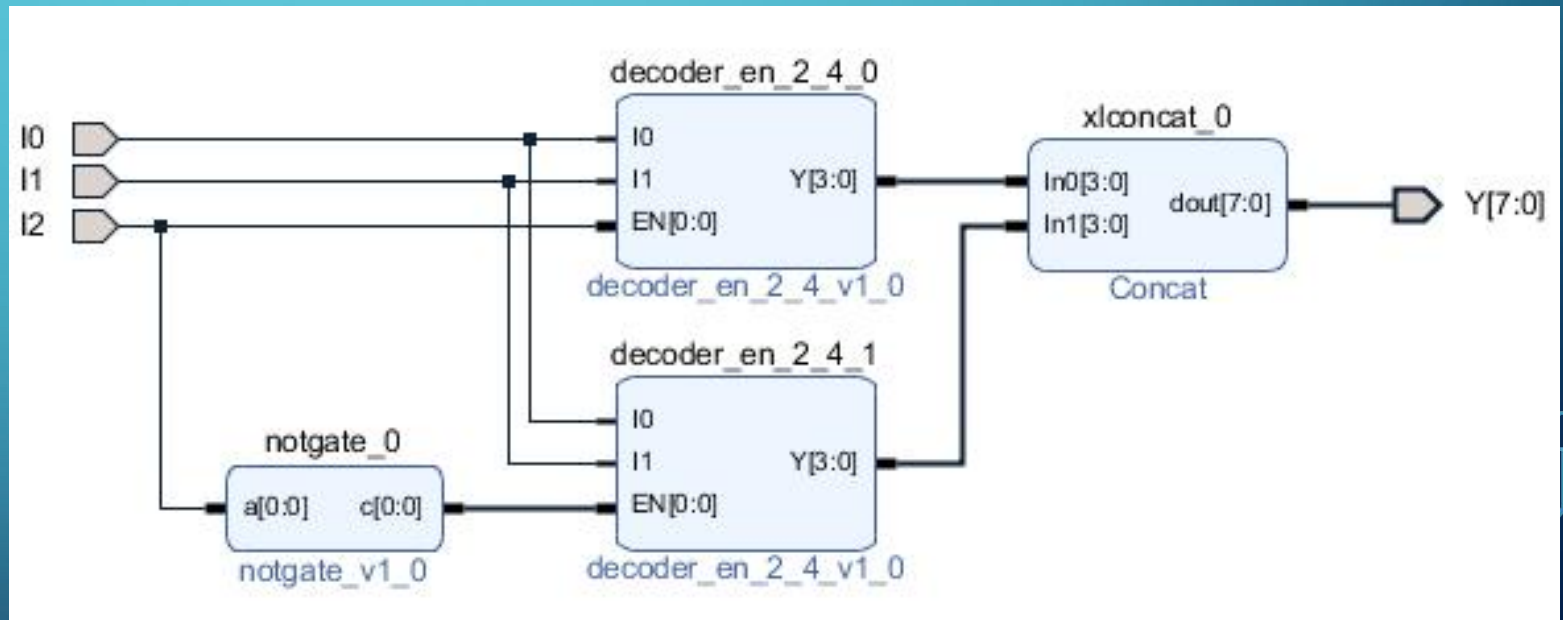 decoder_en_2_4_0
I0
I1
I2
I0
I1
EN[0:0]
Y[3:0]
decoder_en_2_4_v1_0
xlconcat_0
In0[3:0]
In1[3:0]
dout[7:0]
Concat
Y[7:0]
decoder_en_2_4_1
I0
I1
EN[0:0]
Y[3:0]
decoder_en_2_4_v1_0
notgate_0
a[0:0] c[0:0]
notgate_v1_0